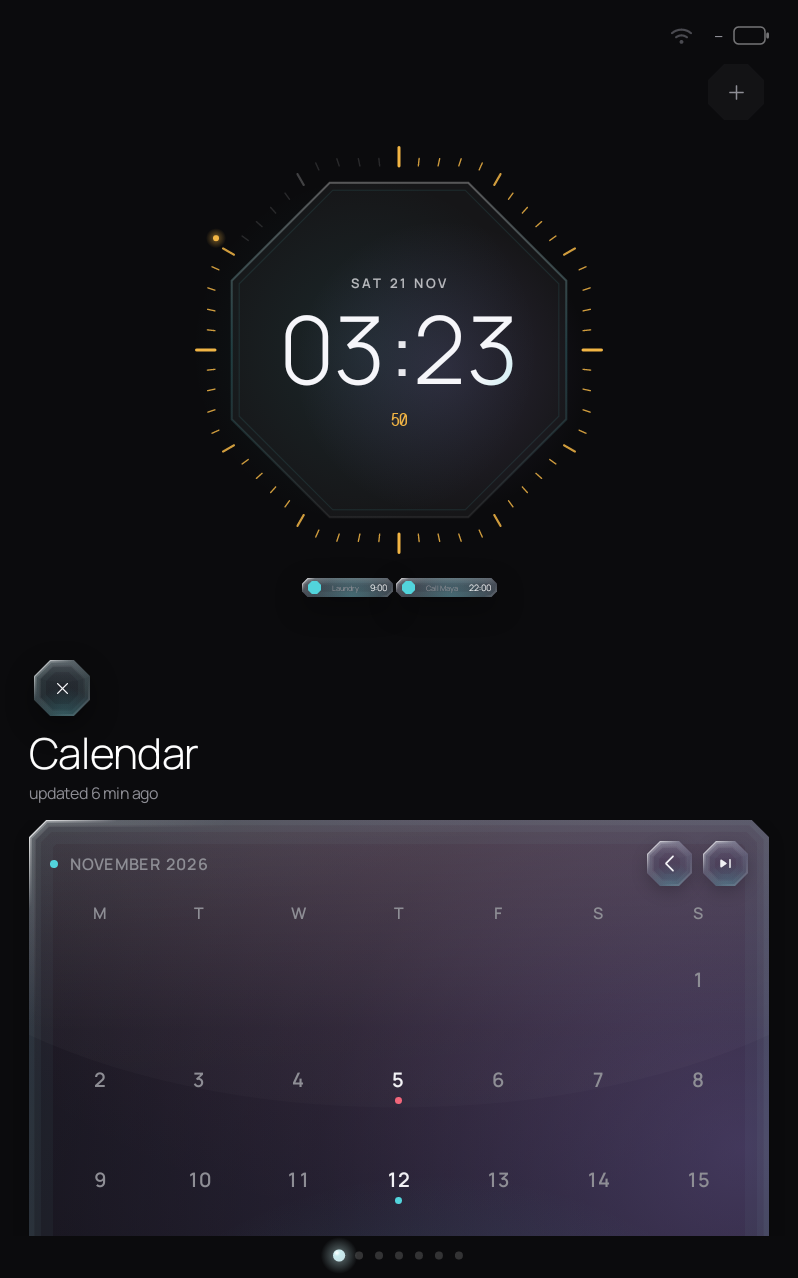 –
SAT 21 NOV
03:23
50
Laundry 9:00 Call Maya 22:00
Calendar
updated 6 min ago
NOVEMBER 2026
M T W T F S S
1
2 3 4 5 6 7 8
9 10 11 12 13 14 15